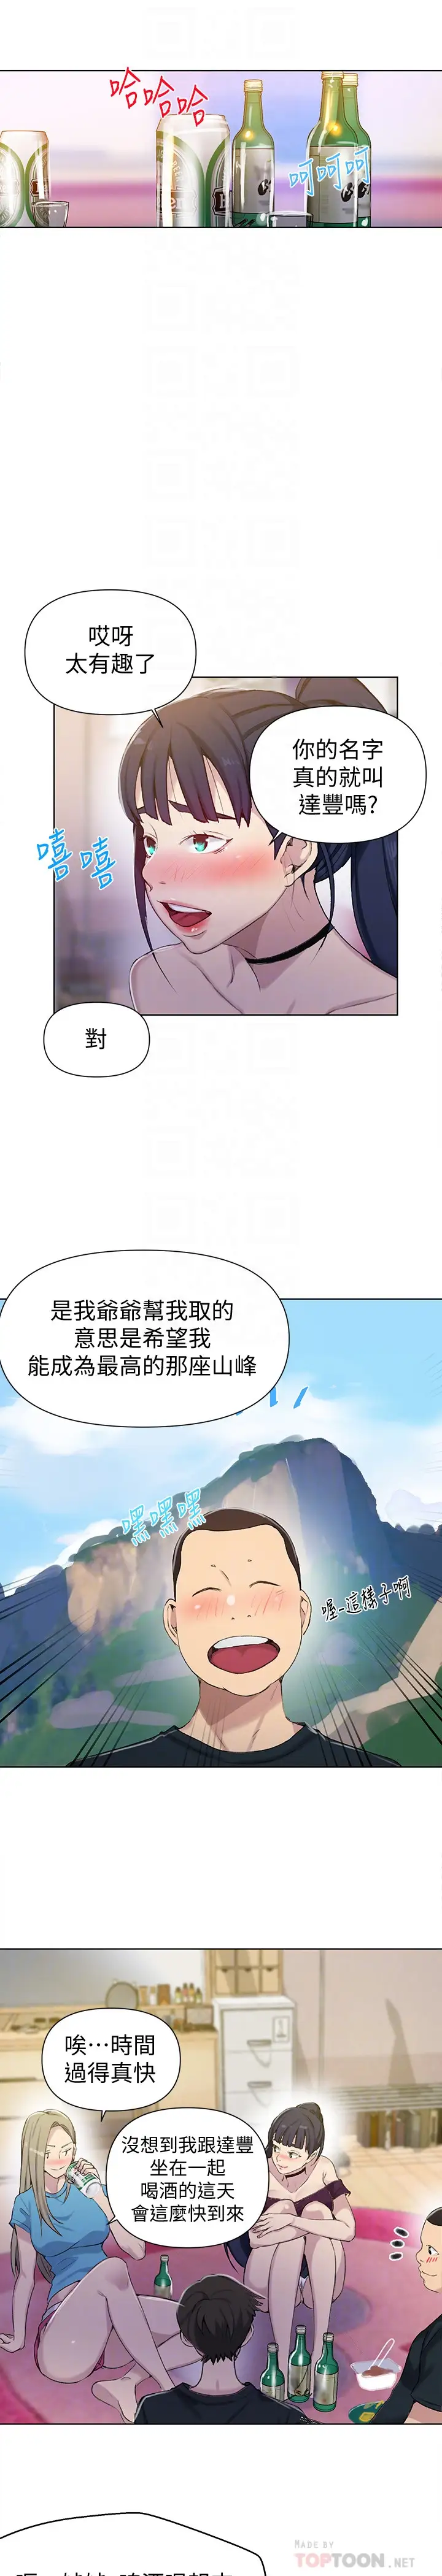 哈哈哈
呵呵呵
哎呀
太有趣了
你的名字
真的就叫
達豐嗎?
嘻嘻
對
是我爺爺幫我取的
意思是希望我
能成為最高的那座山峰
嘿嘿嘿
喔-這樣子啊
唉⋯時間
過得真快
沒想到我跟達豐
坐在一起
喝酒的這天
會這麼快到來
MADE BY
TOPTOON.NET